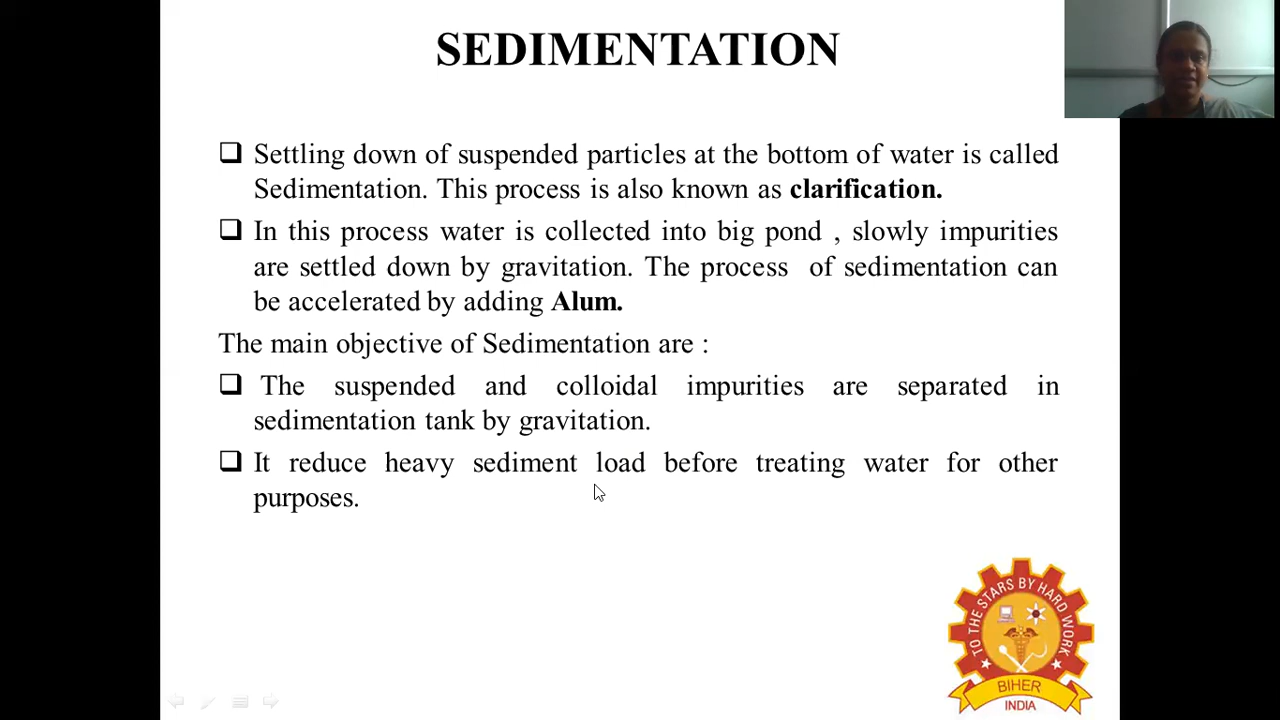 SEDIMENTATION
❑ Settling down of suspended particles at the bottom of water is called
Sedimentation. This process is also known as clarification.
❑ In this process water is collected into big pond , slowly impurities
are settled down by gravitation. The process of sedimentation can
be accelerated by adding Alum.
The main objective of Sedimentation are :
❑ The suspended and colloidal impurities are separated in
sedimentation tank by gravitation.
❑ It reduce heavy sediment load before treating water for other
purposes.
TO THE STARS BY HARD WORK
BIHER
INDIA